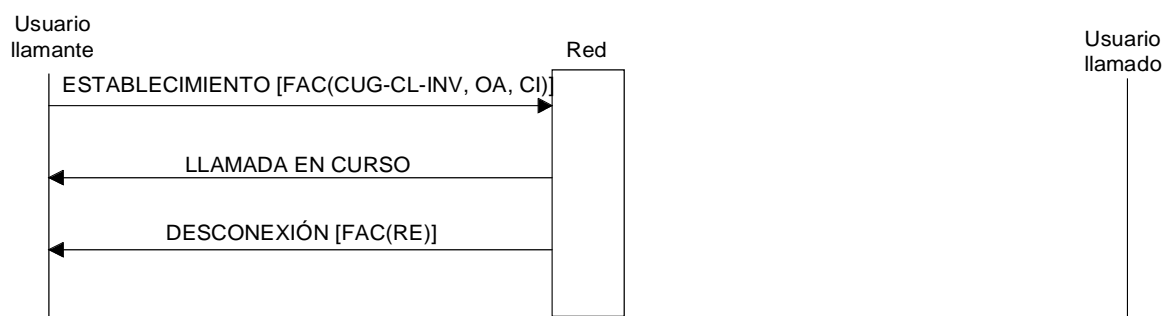 Usuario
llamante
Red
Usuario
llamado
ESTABLECIMIENTO [FAC(CUG-CL-INV, OA, CI)]
LLAMADA EN CURSO
DESCONEXIÓN [FAC(RE)]